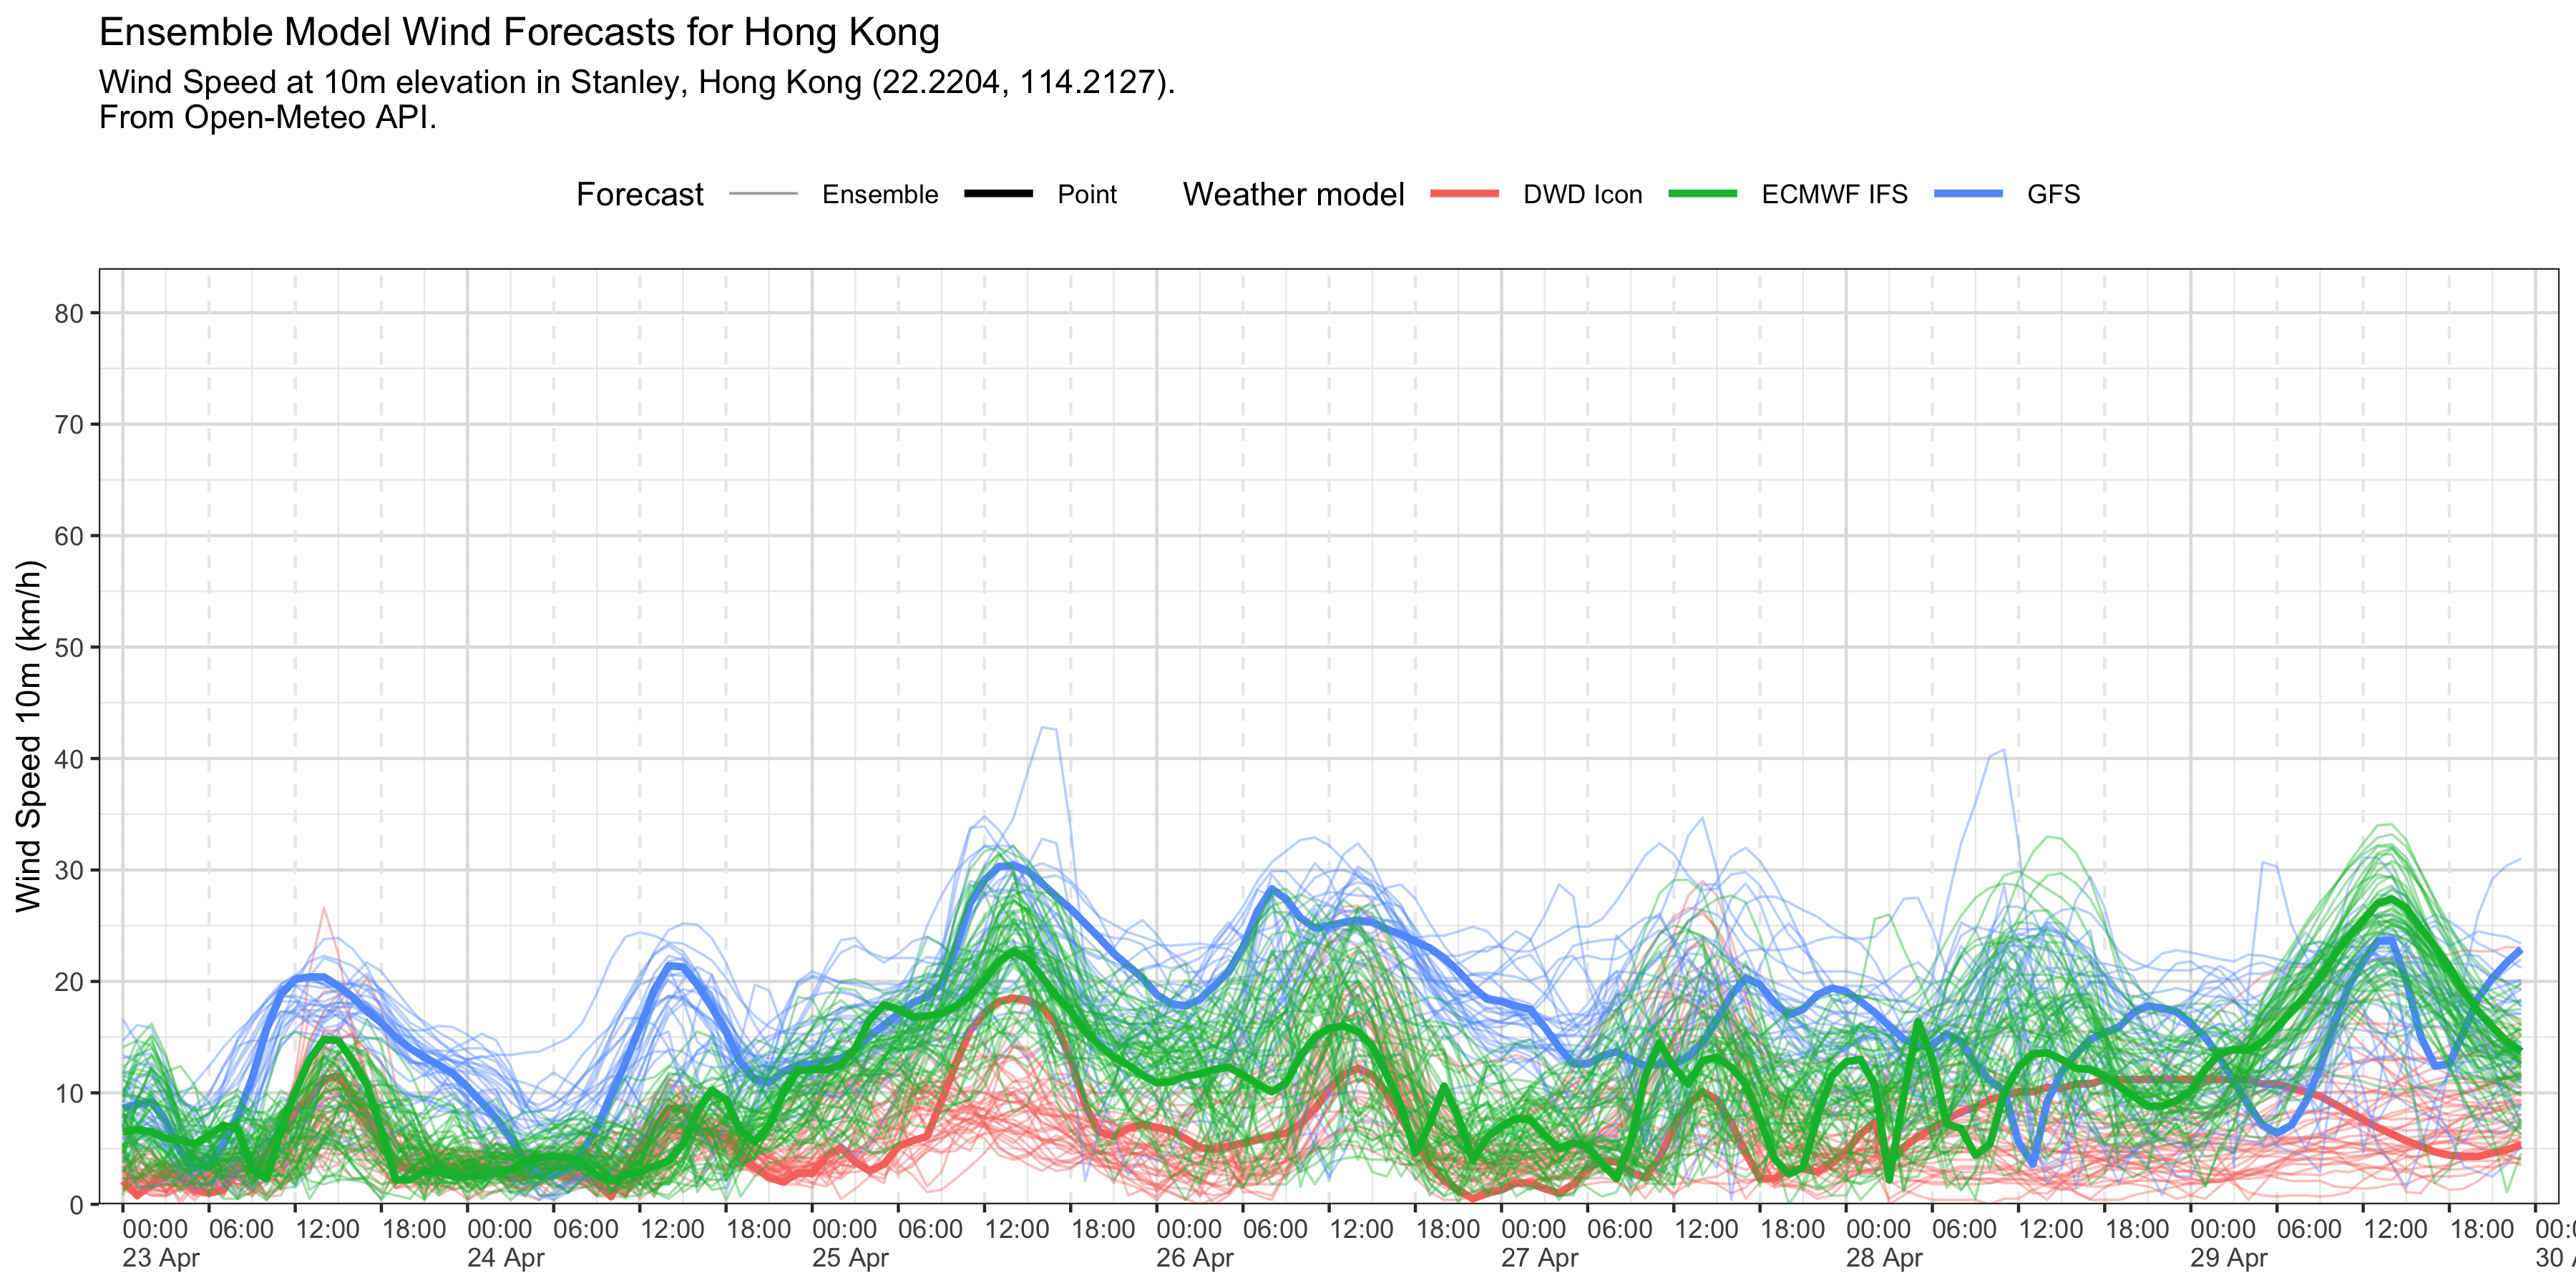 Ensemble Model Wind Forecasts for Hong Kong
Wind Speed at 10m elevation in Stanley, Hong Kong (22.2204, 114.2127).
From Open-Meteo API.
Forecast Ensemble Point Weather model DWD Icon ECMWF IFS GFS
Wind Speed 10m (km/h)
80
70
60
50
40
30
20
10
0
00:00 06:00 12:00 18:00 00:00 06:00 12:00 18:00 00:00 06:00 12:00 18:00 00:00 06:00 12:00 18:00 00:00 06:00 12:00 18:00 00:00 06:00 12:00 18:00 00:00 06:00 12:00 18:00 00:0
23 Apr 24 Apr 25 Apr 26 Apr 27 Apr 28 Apr 29 Apr 30